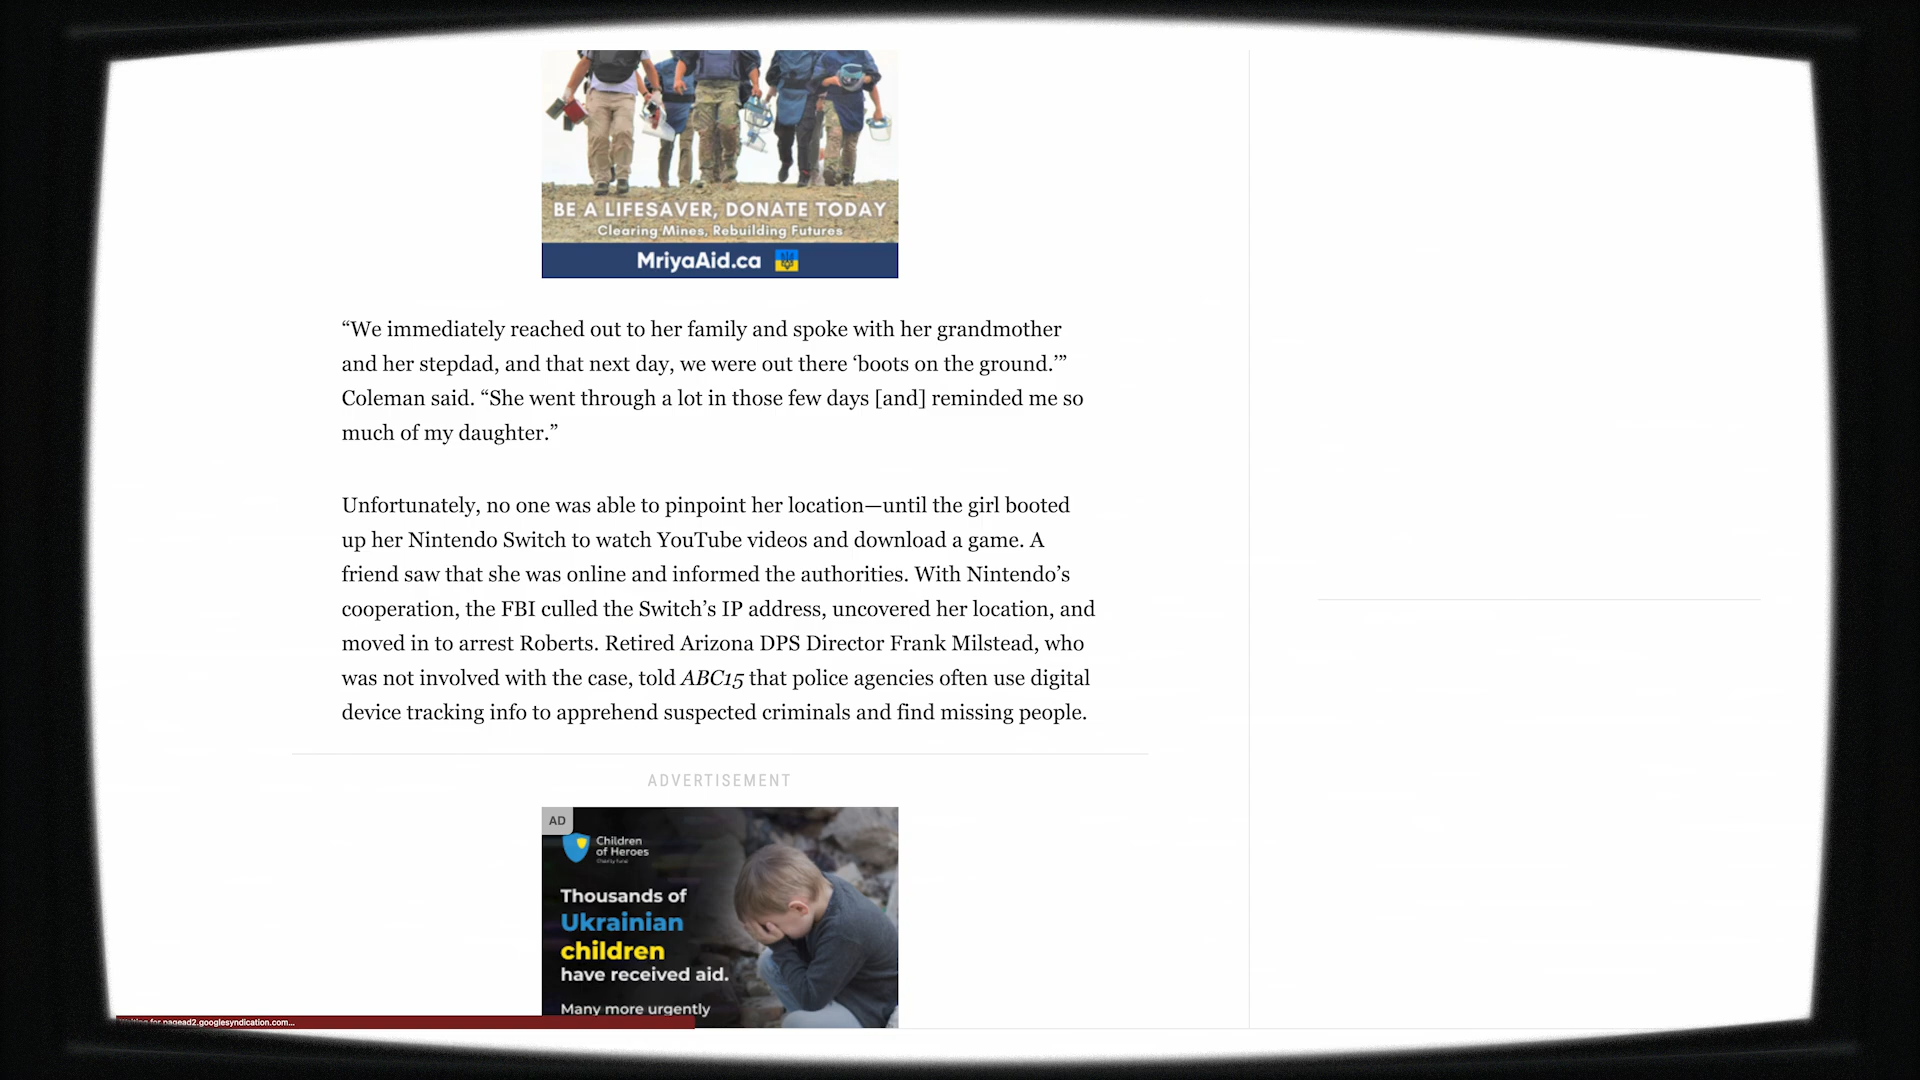 BE A LIFESAVER, DONATE TODAY
Clearing Mines, Rebuilding Futures
MriyaAid.ca
“We immediately reached out to her family and spoke with her grandmother
and her stepdad, and that next day, we were out there ‘boots on the ground.’”
Coleman said. “She went through a lot in those few days [and] reminded me so
much of my daughter.”
Unfortunately, no one was able to pinpoint her location—until the girl booted
up her Nintendo Switch to watch YouTube videos and download a game. A
friend saw that she was online and informed the authorities. With Nintendo’s
cooperation, the FBI culled the Switch’s IP address, uncovered her location, and
moved in to arrest Roberts. Retired Arizona DPS Director Frank Milstead, who
was not involved with the case, told ABC15 that police agencies often use digital
device tracking info to apprehend suspected criminals and find missing people.
ADVERTISEMENT
AD
Children
of Heroes
Charity Fund
Thousands of
Ukrainian
children
have received aid.
Many more urgently
Waiting for pagead2.googlesyndication.com...